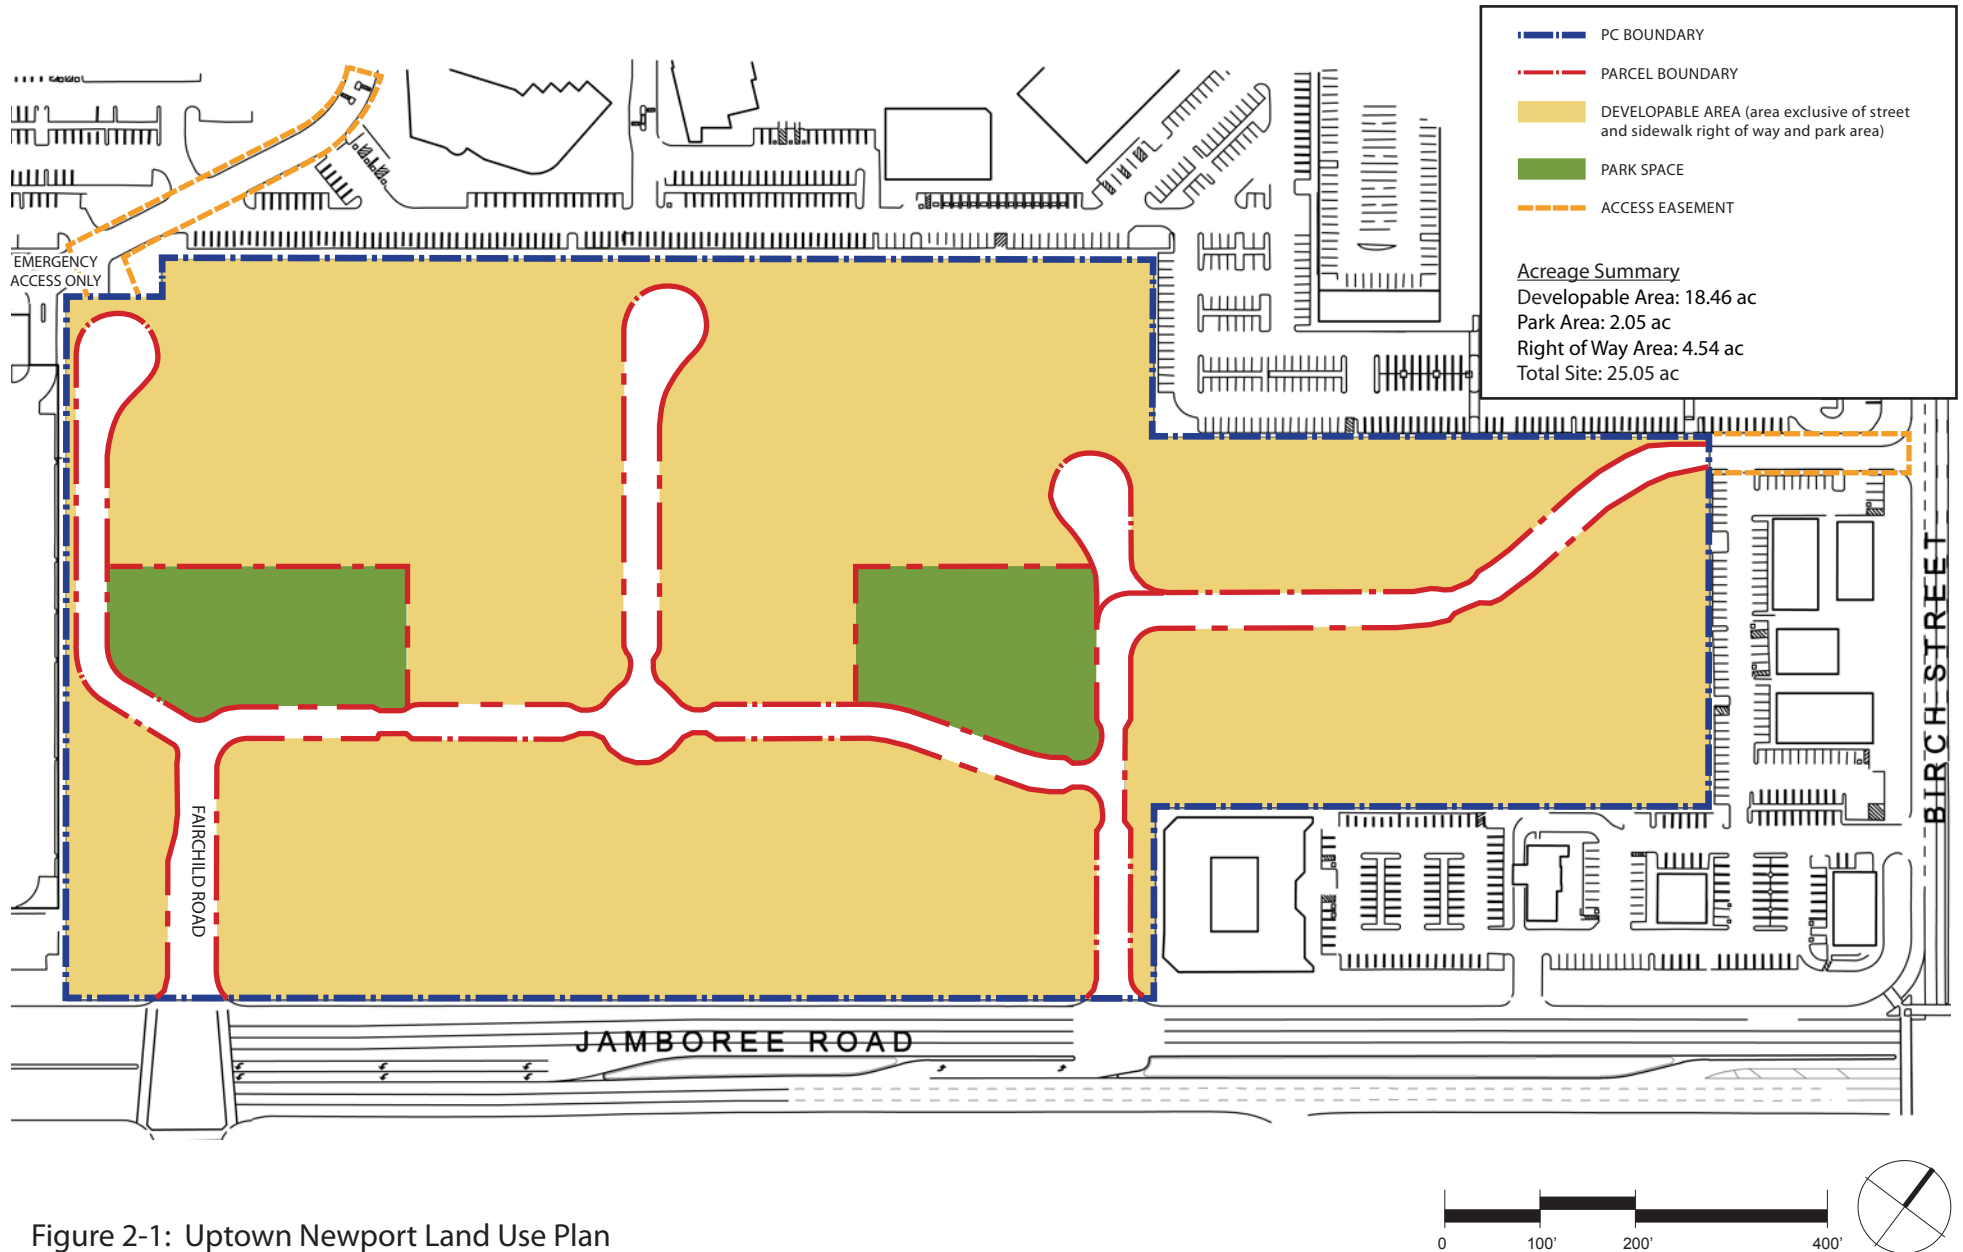 PC BOUNDARY
PARCEL BOUNDARY
DEVELOPABLE AREA (area exclusive of street
and sidewalk right of way and park area)
PARK SPACE
ACCESS EASEMENT
Acreage Summary
Developable Area: 18.46 ac
Park Area: 2.05 ac
Right of Way Area: 4.54 ac
Total Site: 25.05 ac
EMERGENCY
ACCESS ONLY
BIRCH STREET
FAIRCHILD ROAD
JAMBOREE ROAD
Figure 2-1: Uptown Newport Land Use Plan
0 100' 200' 400'